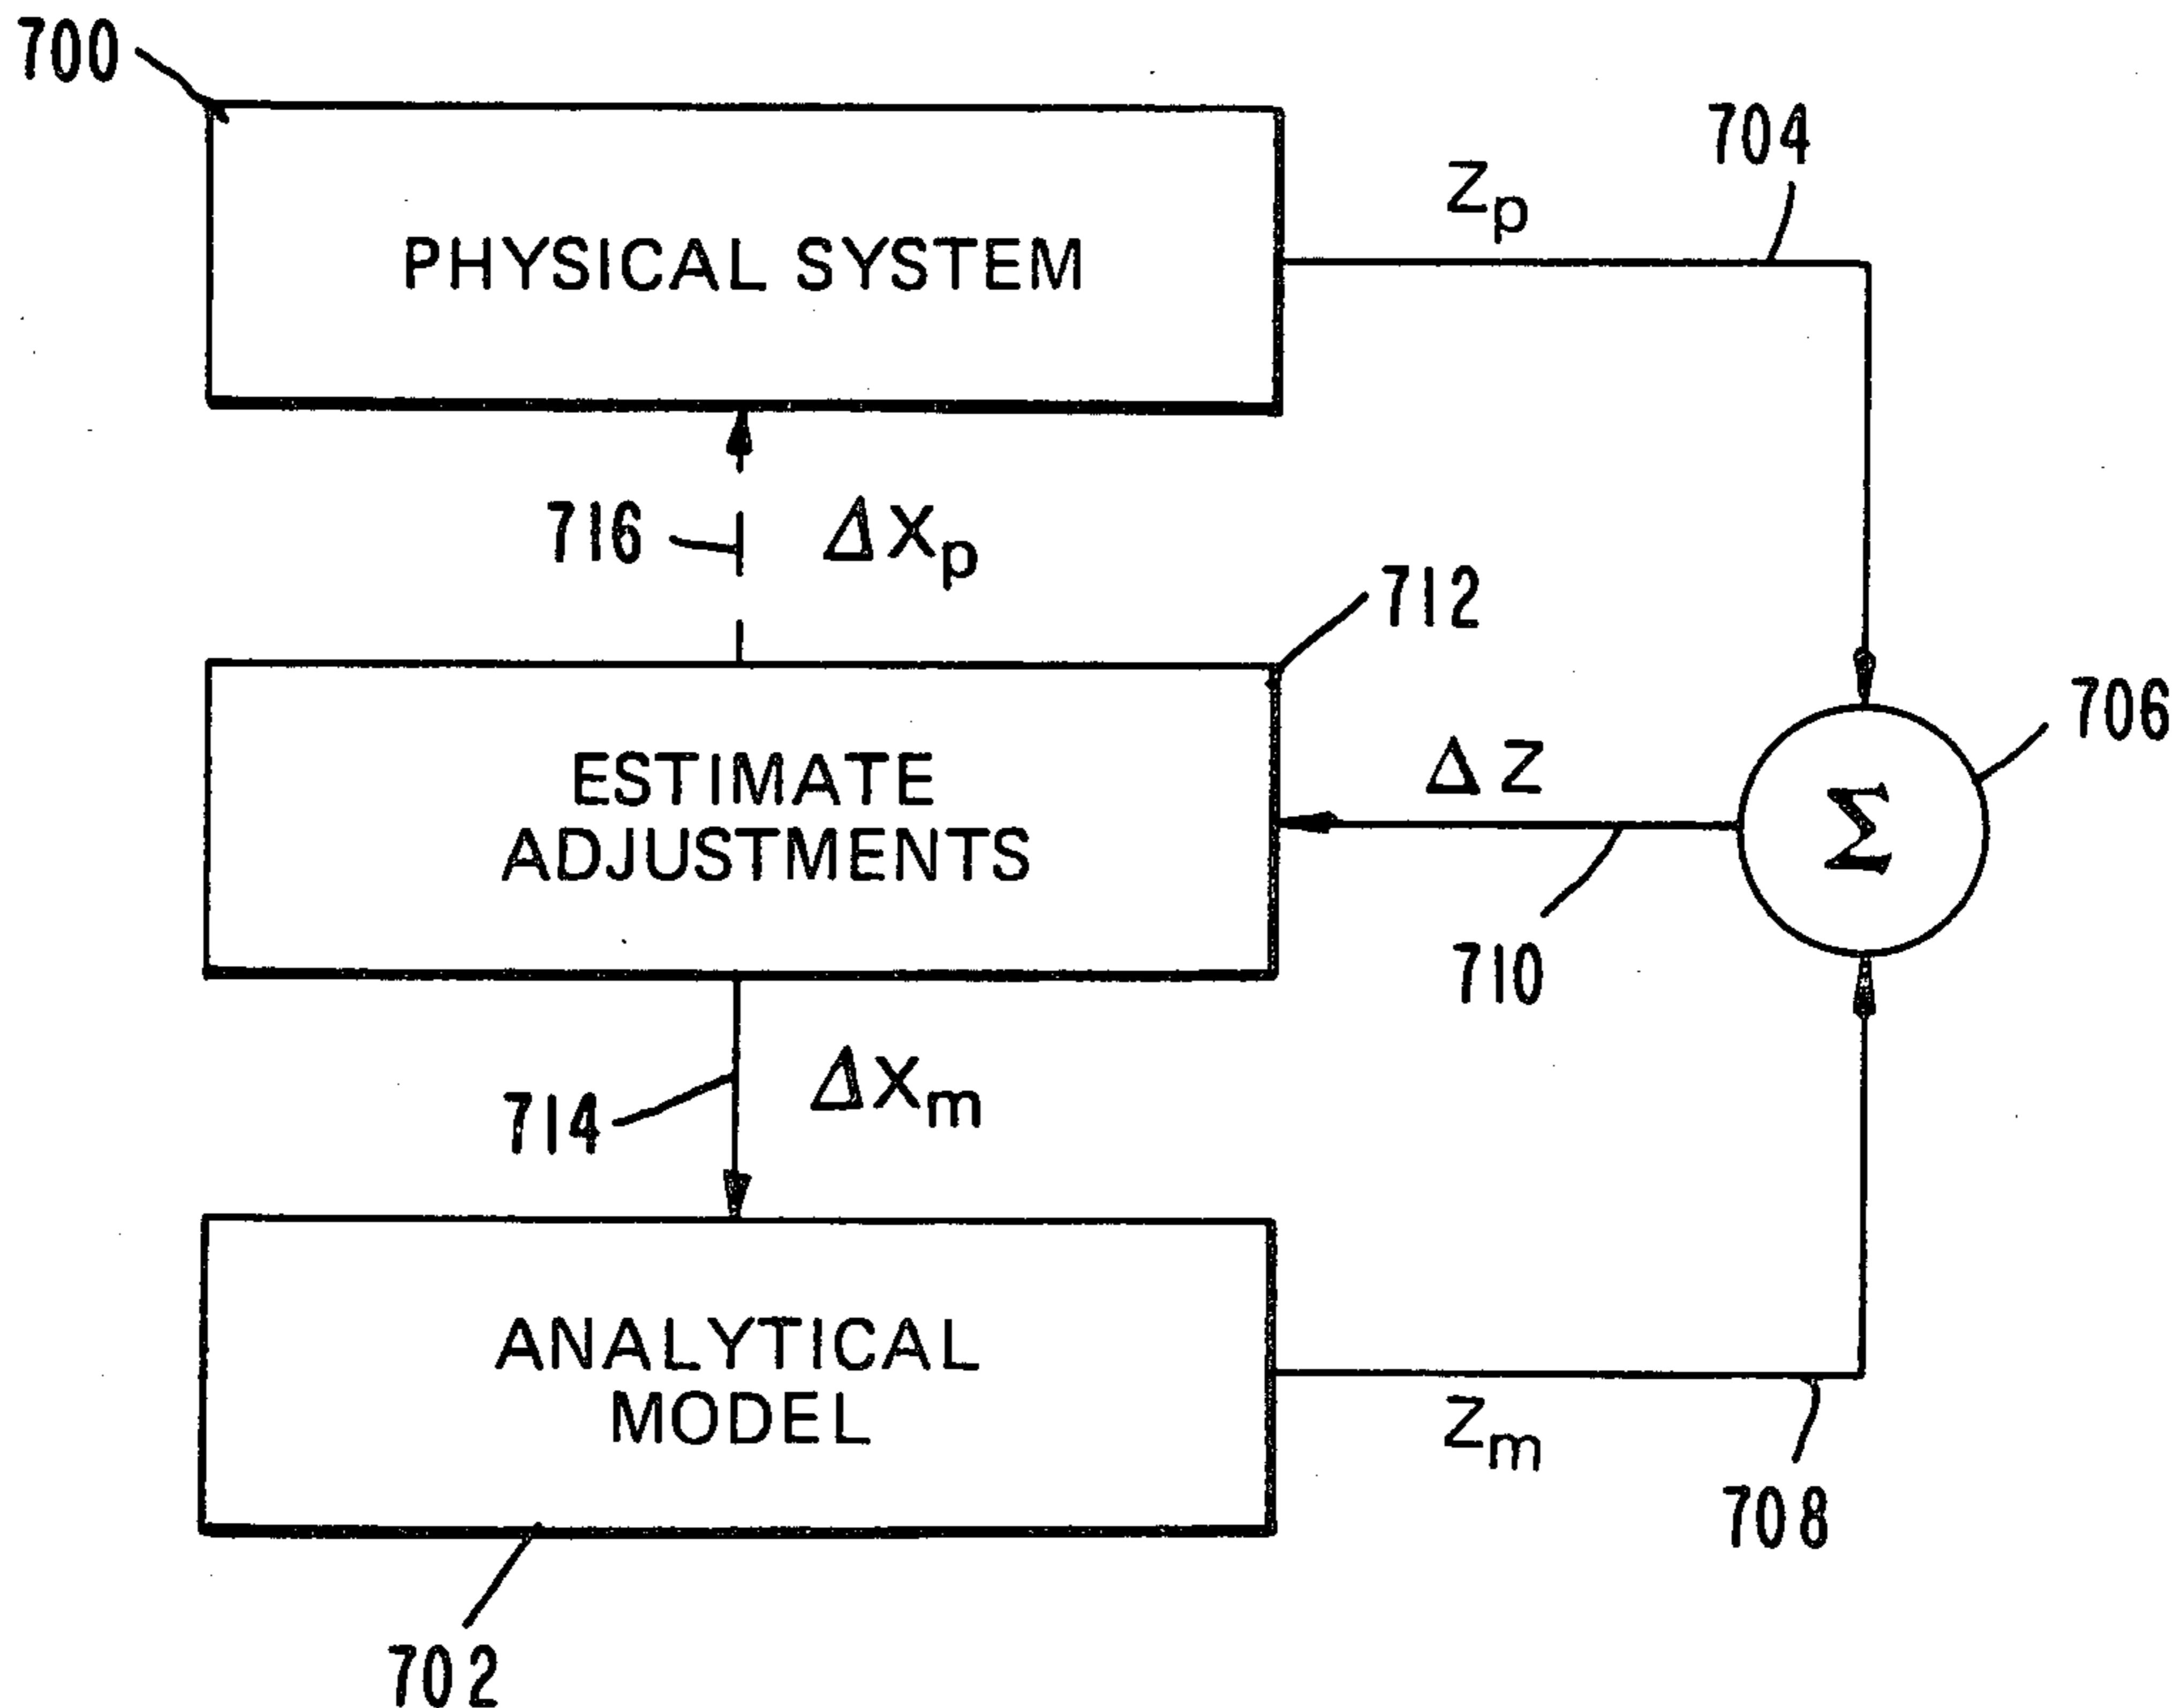 700
704
Zp
PHYSICAL SYSTEM
716
ΔXp
712
706
ESTIMATE
ADJUSTMENTS
ΔZ
Σ
710
714
ΔXm
ANALYTICAL
MODEL
Zm
708
702